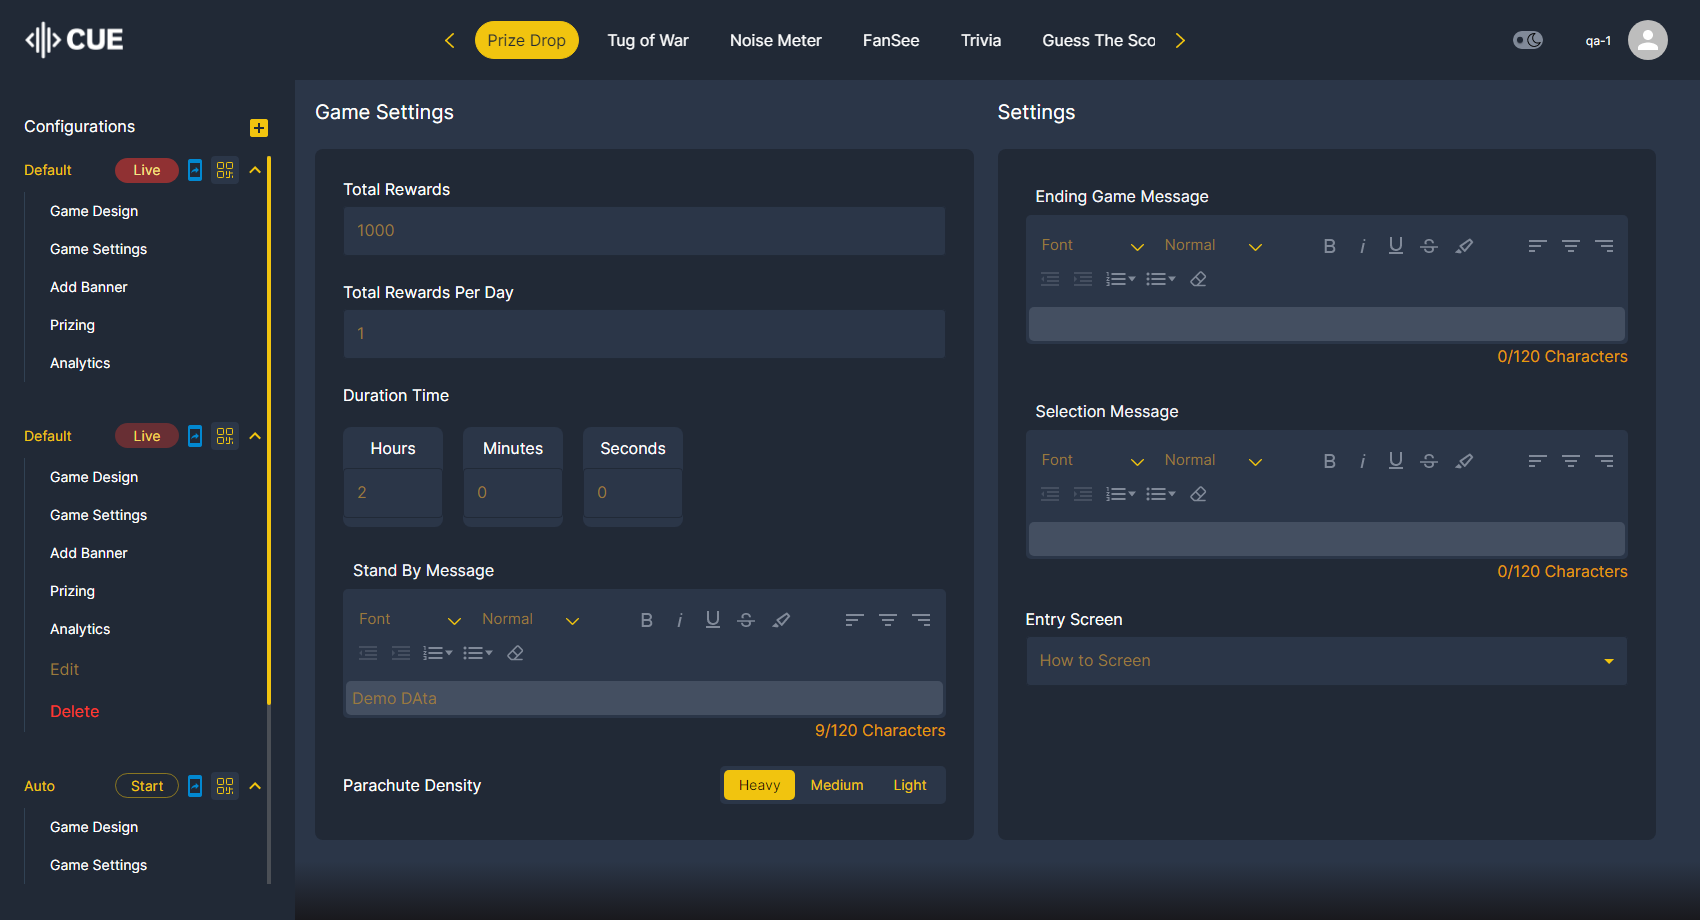 CUE
Prize Drop
Tug of War
Noise Meter
FanSee
Trivia
Guess The Sco
qa-1
Configurations
Default
Live
Game Design
Game Settings
Add Banner
Prizing
Analytics
Default
Live
Game Design
Game Settings
Add Banner
Prizing
Analytics
Edit
Delete
Auto
Start
Game Design
Game Settings
Game Settings
Total Rewards
1000
Total Rewards Per Day
1
Duration Time
Hours
Minutes
Seconds
2
0
0
Stand By Message
Font
Normal
Demo DAta
9/120 Characters
Parachute Density
Heavy
Medium
Light
Settings
Ending Game Message
Font
Normal
0/120 Characters
Selection Message
Font
Normal
0/120 Characters
Entry Screen
How to Screen